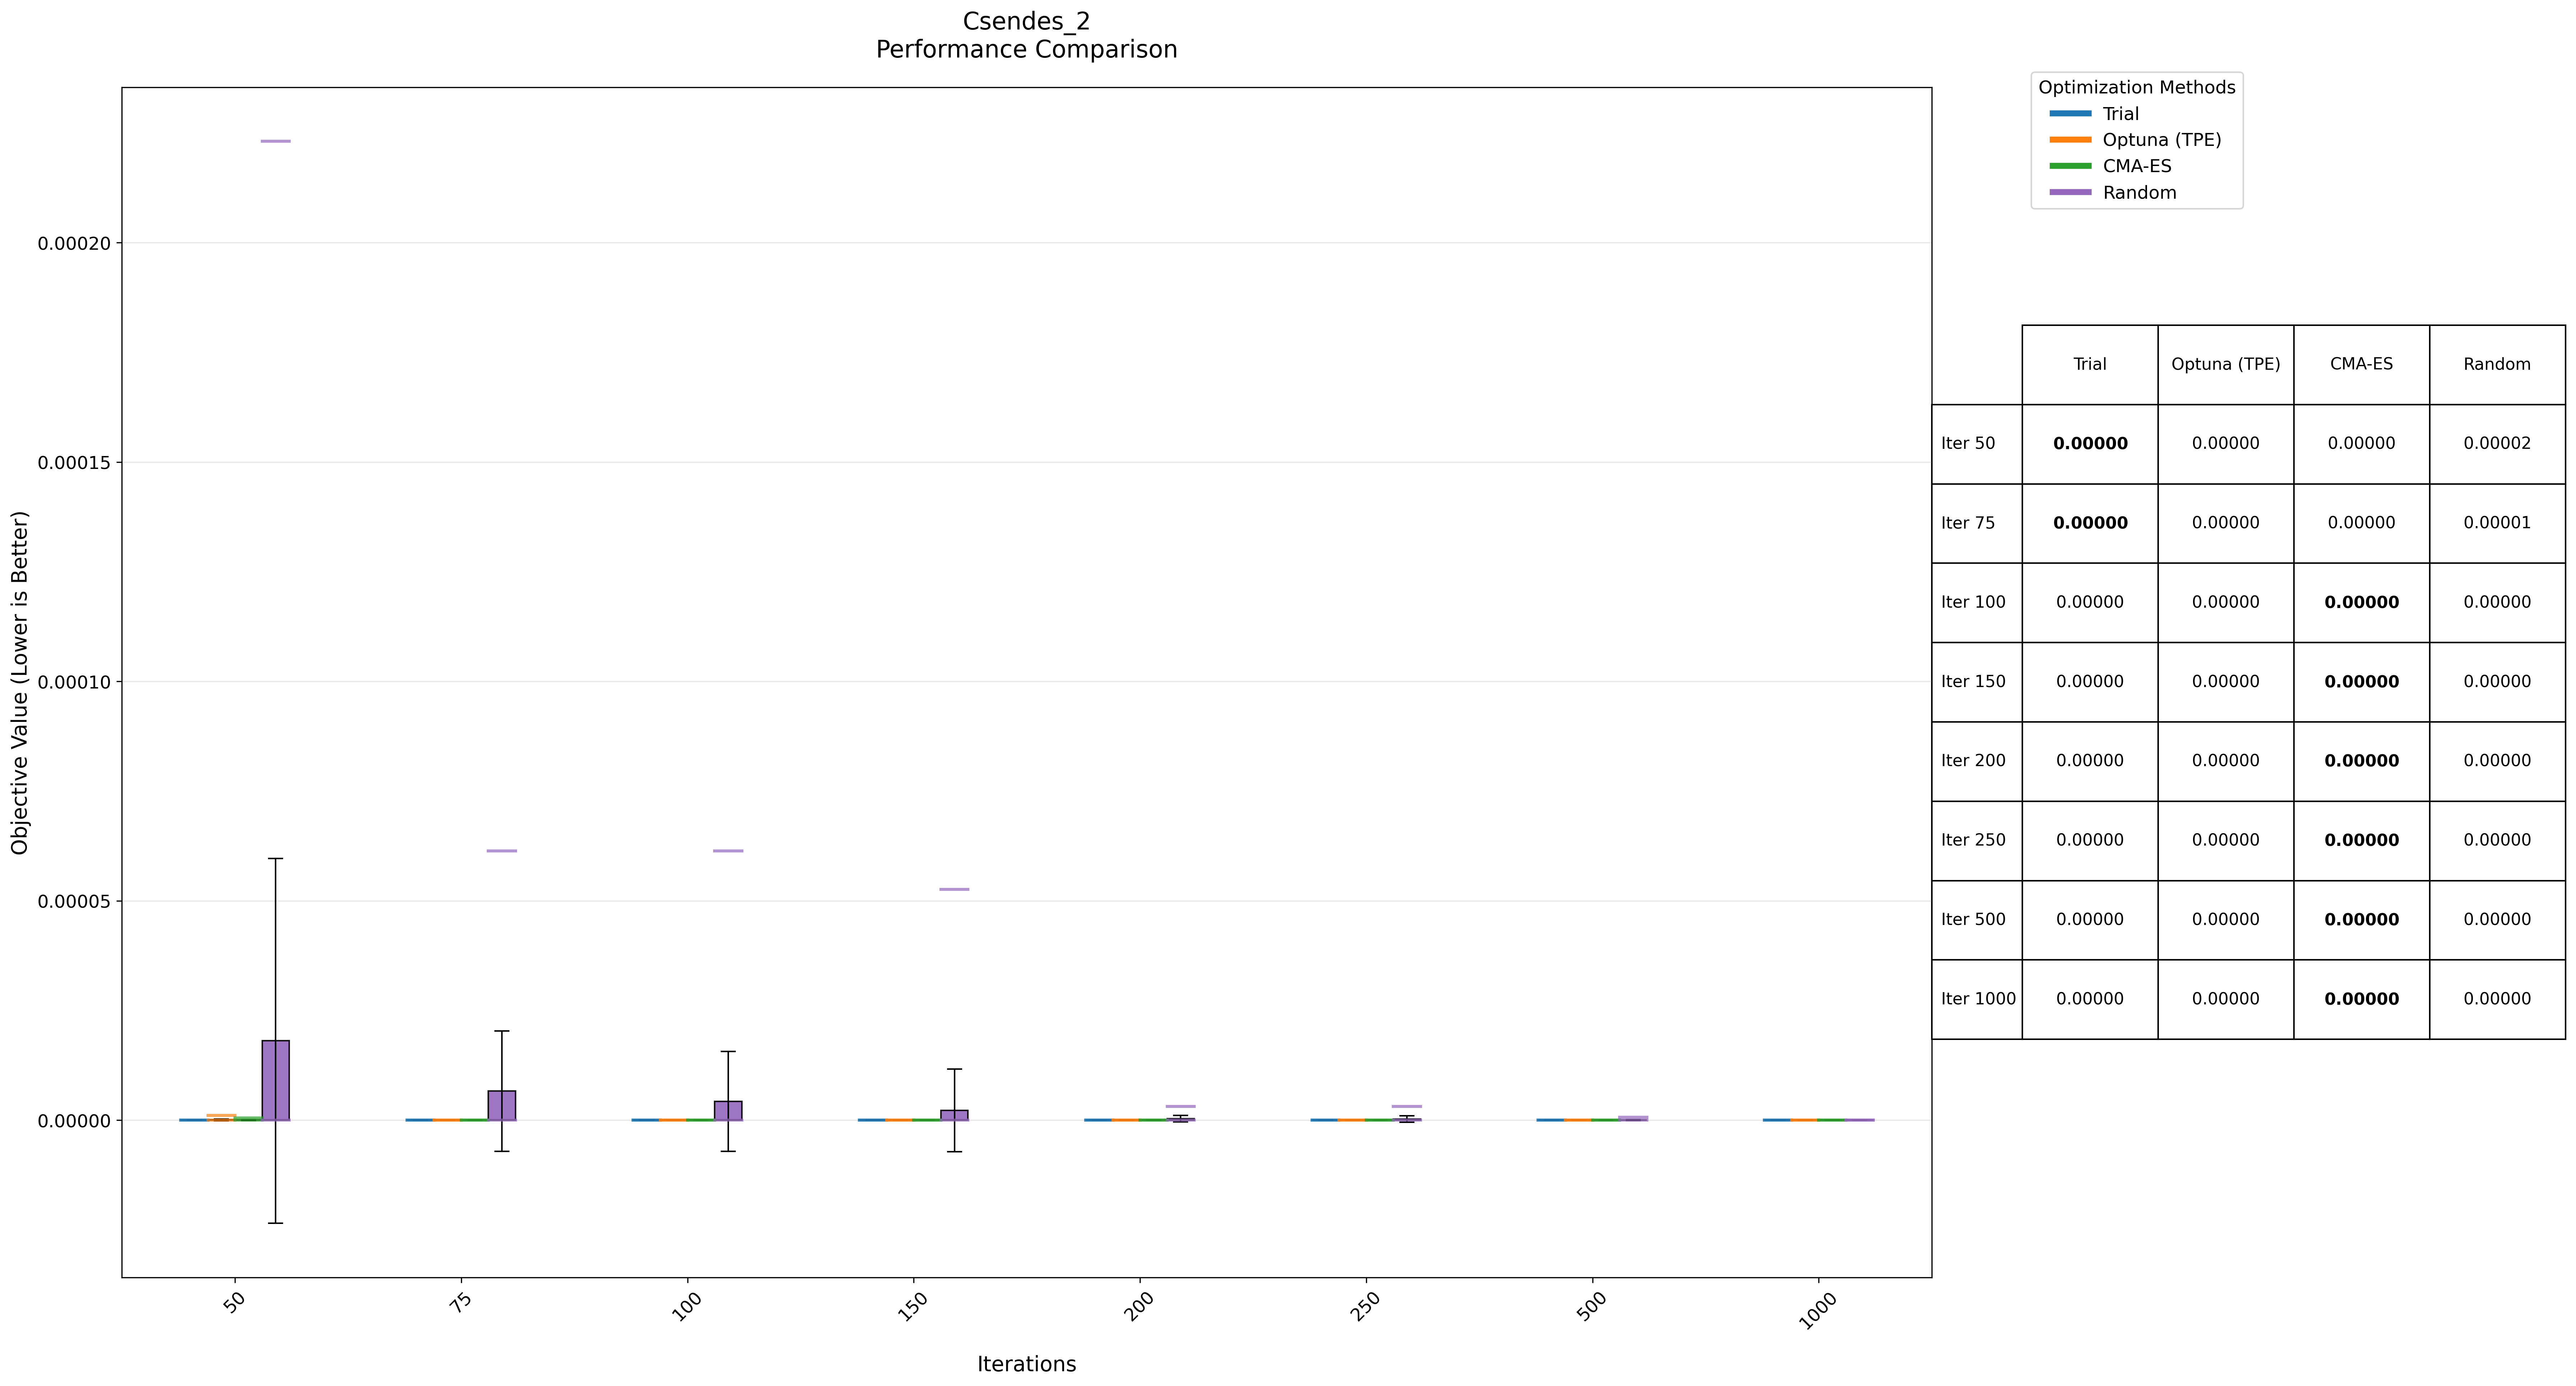 Csendes_2
Performance Comparison
Objective Value (Lower is Better)
0.00020
0.00015
0.00010
0.00005
0.00000
50
75
100
150
200
250
500
1000
Iterations
Optimization Methods
Trial
Optuna (TPE)
CMA-ES
Random
Trial Optuna (TPE) CMA-ES Random
Iter 50 0.00000 0.00000 0.00000 0.00002
Iter 75 0.00000 0.00000 0.00000 0.00001
Iter 100 0.00000 0.00000 0.00000 0.00000
Iter 150 0.00000 0.00000 0.00000 0.00000
Iter 200 0.00000 0.00000 0.00000 0.00000
Iter 250 0.00000 0.00000 0.00000 0.00000
Iter 500 0.00000 0.00000 0.00000 0.00000
Iter 1000 0.00000 0.00000 0.00000 0.00000